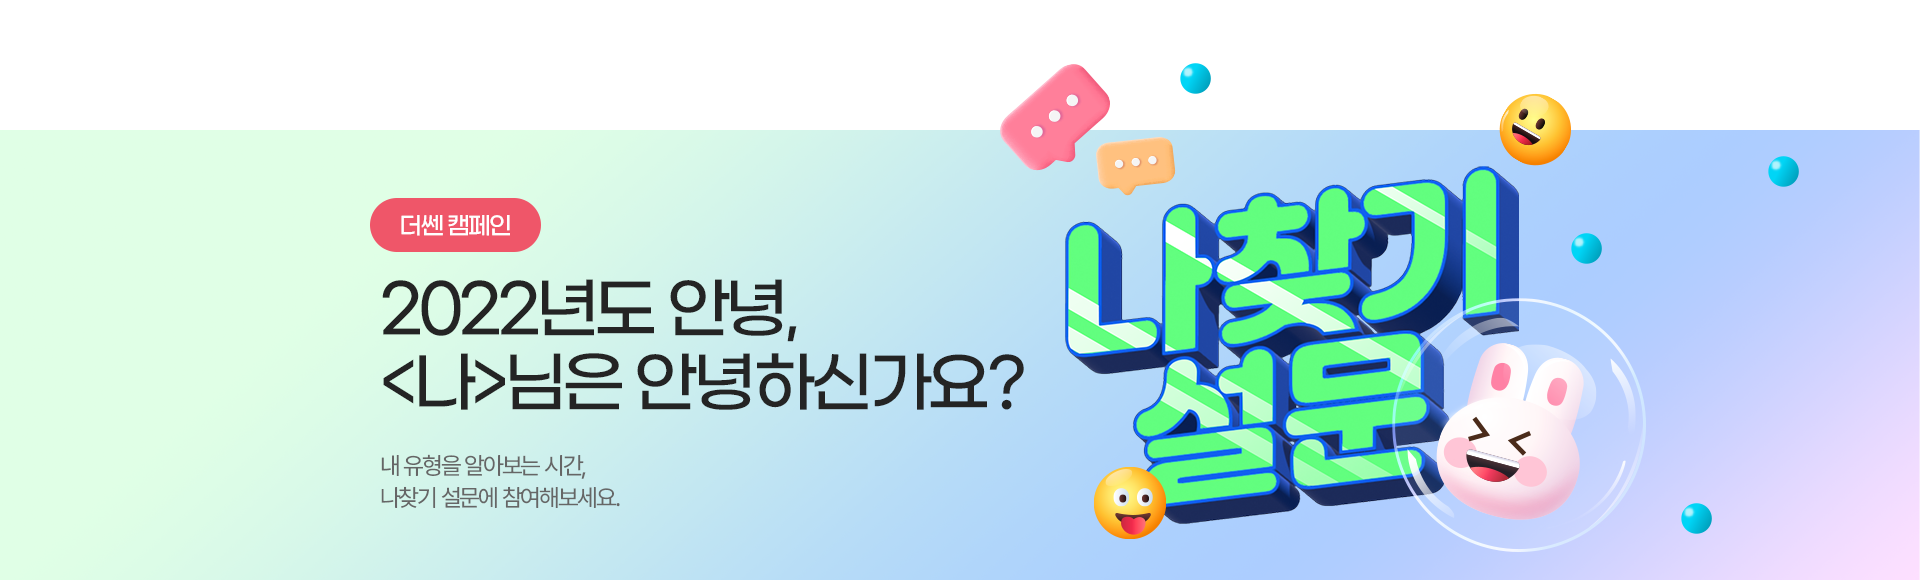 더쎈 캠페인
2022년도 안녕,
<나>님은 안녕하신가요?
내 유형을 알아보는 시간,
나찾기 설문에 참여해보세요.
나찾기
설문